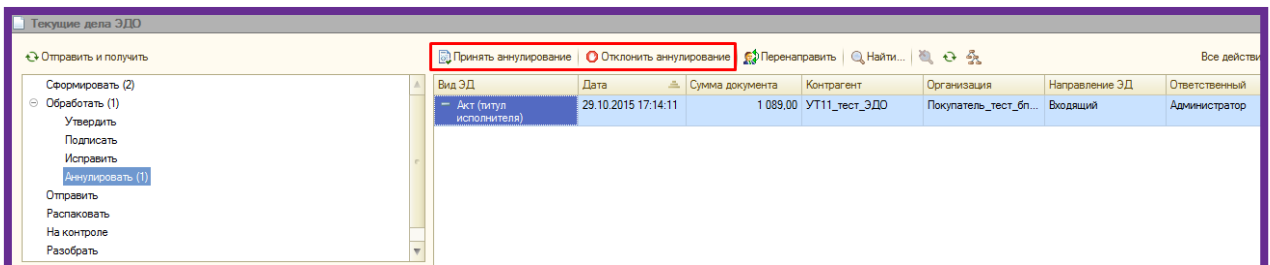 Текущие дела ЭДО
Отправить и получить
Принять аннулирование Отклонить аннулирование Перенаправить Найти... Все действи
Сформировать (2)
Обработать (1)
Утвердить
Подписать
Исправить
Аннулировать (1)
Отправить
Распаковать
На контроле
Разобрать
Вид ЭД Дата Сумма документа Контрагент Организация Направление ЭД Ответственный
Акт (титул 29.10.2015 17:14:11 1 089,00 УТ11_тест_ЭДО Покупатель_тест_бп... Входящий Администратор
исполнителя)